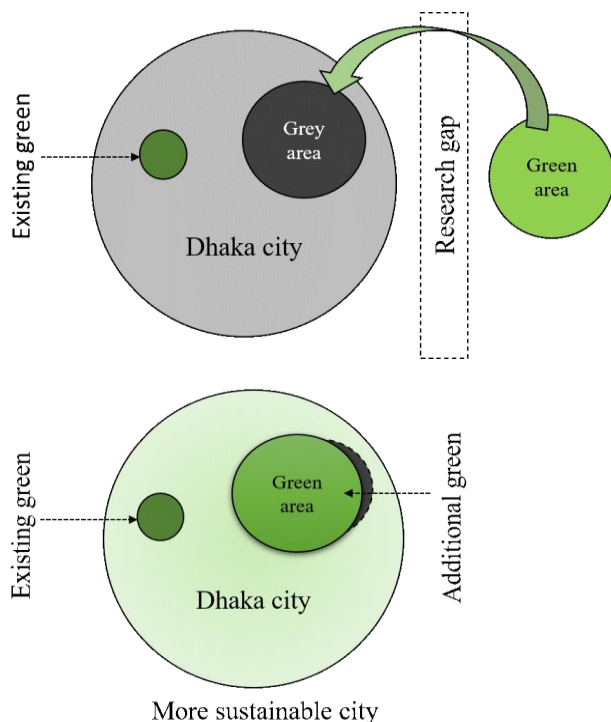 Existing green
Grey
area
Dhaka city
Research gap
Green
area
Existing green
Green
area
Dhaka city
Additional green
More sustainable city